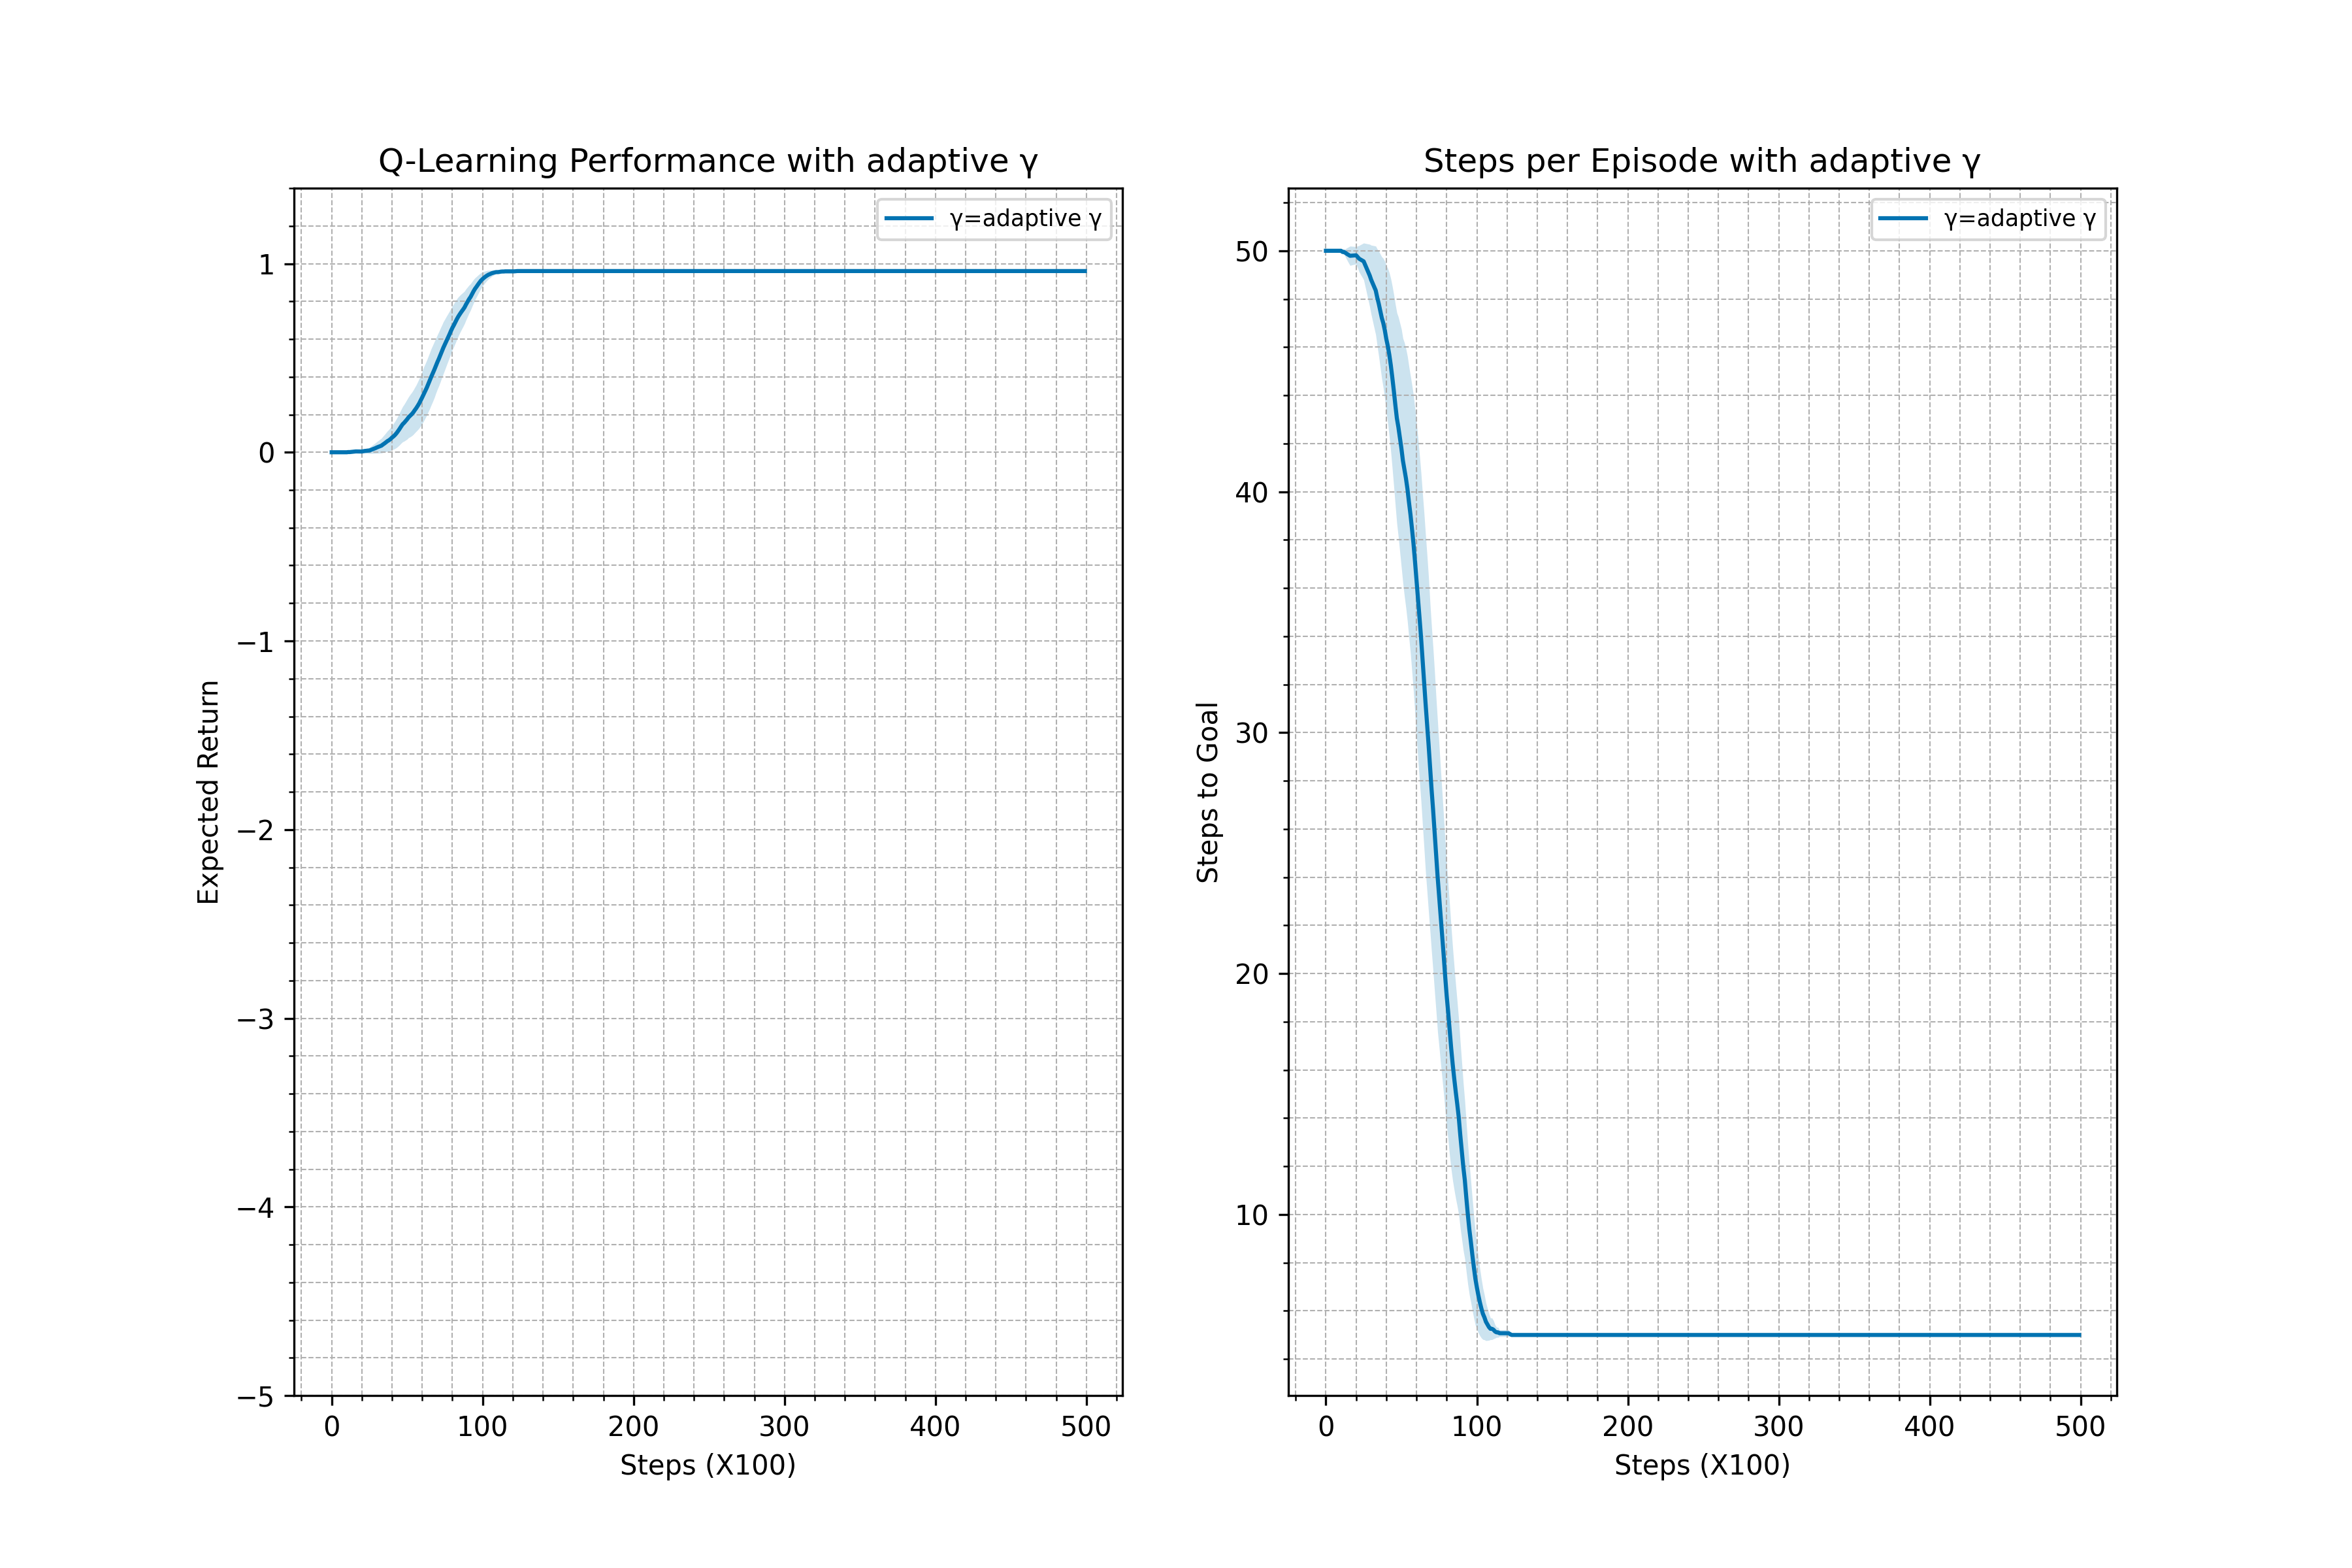 Q-Learning Performance with adaptive γ
γ=adaptive γ
Expected Return
1
0
−1
−2
−3
−4
−5
0 100 200 300 400 500
Steps (X100)
Steps per Episode with adaptive γ
γ=adaptive γ
Steps to Goal
50
40
30
20
10
0 100 200 300 400 500
Steps (X100)